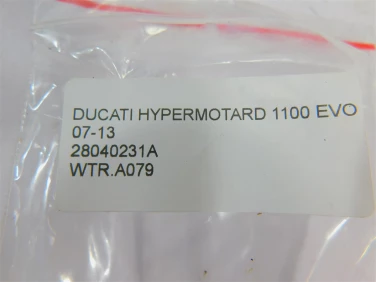 DUCATI HYPERMOTARD 1100 EVO
07-13
28040231A
WTR.A079